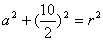 a² + (10/2)² = r²